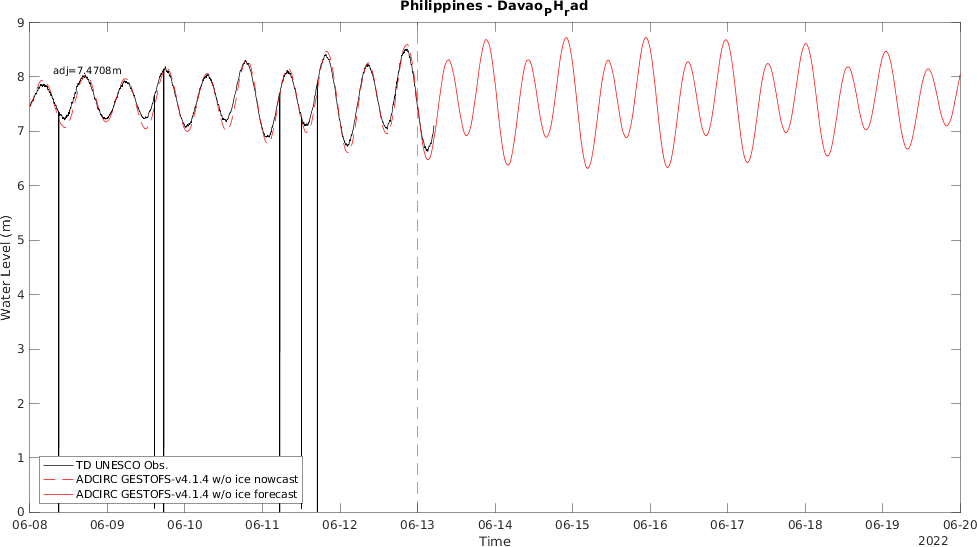 Philippines - Davao_PH_rad
adj=7.4708m
9
8
7
6
5
4
3
2
1
0
Water Level (m)
TD UNESCO Obs.
ADCIRC GESTOFS-v4.1.4 w/o ice nowcast
ADCIRC GESTOFS-v4.1.4 w/o ice forecast
06-08 06-09 06-10 06-11 06-12 06-13 06-14 06-15 06-16 06-17 06-18 06-19 06-20
Time
2022